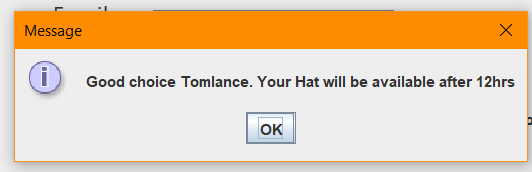 Message
Good choice Tomlance. Your Hat will be available after 12hrs
OK